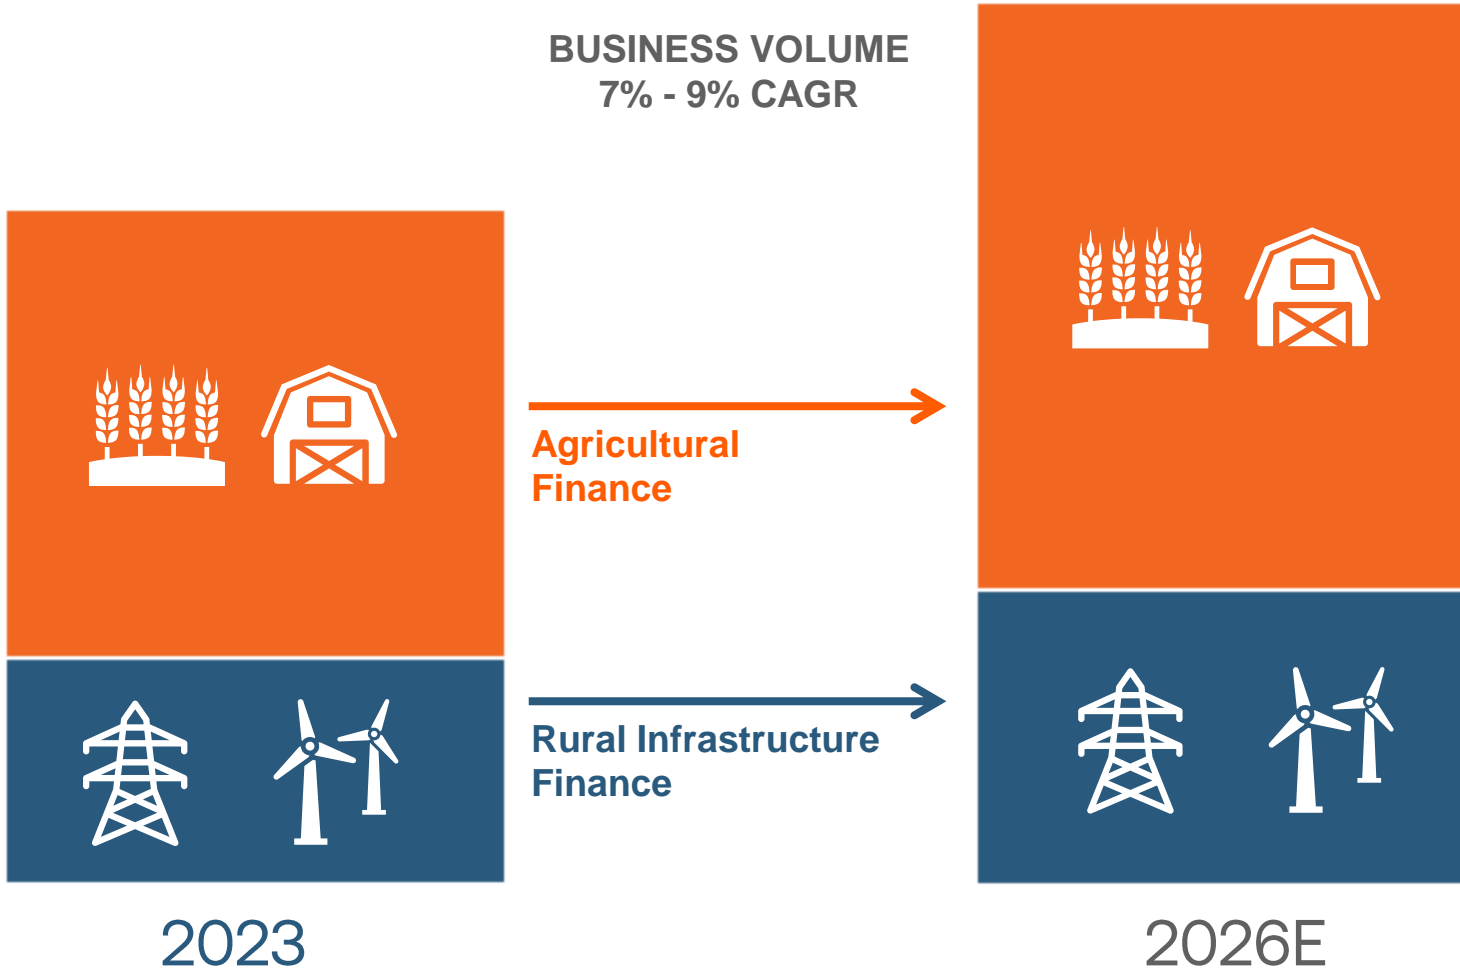 BUSINESS VOLUME
7% - 9% CAGR
Agricultural
Finance
Rural Infrastructure
Finance
2023
2026E